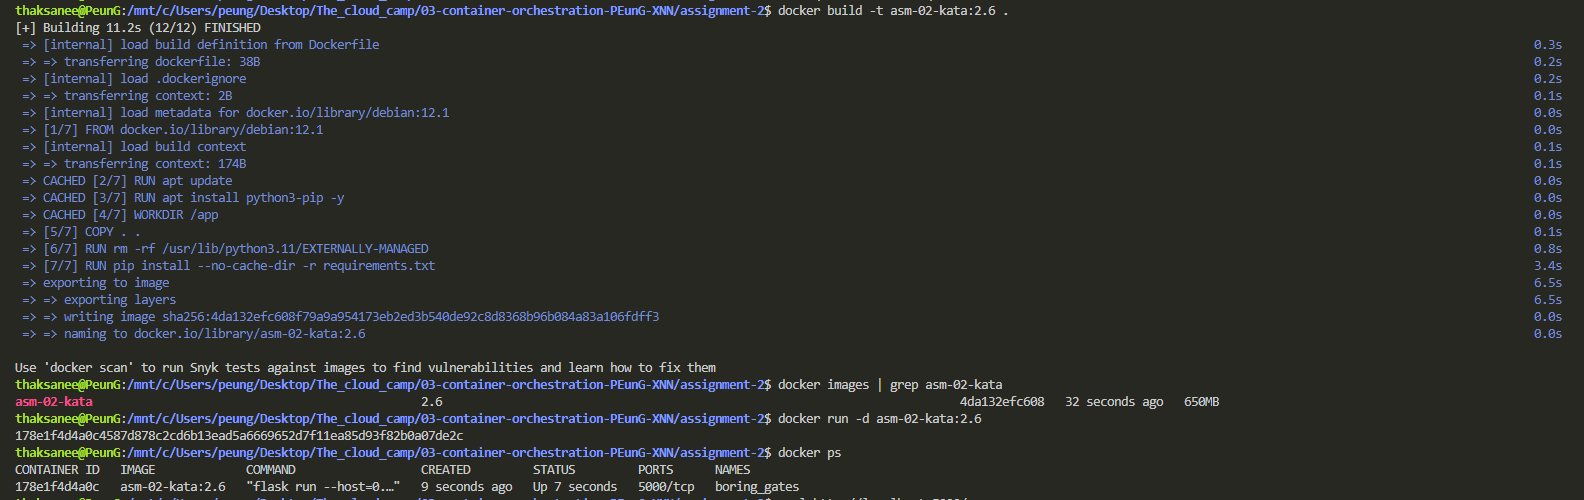 thaksanee@PeunG:/mnt/c/Users/peung/Desktop/The_cloud_camp/03-container-orchestration-PEunG-XNN/assignment-2$ docker build -t asm-02-kata:2.6 .
[+] Building 11.2s (12/12) FINISHED
=> [internal] load build definition from Dockerfile 0.3s
=> => transferring dockerfile: 38B 0.2s
=> [internal] load .dockerignore 0.2s
=> => transferring context: 2B 0.1s
=> [internal] load metadata for docker.io/library/debian:12.1 0.0s
=> [1/7] FROM docker.io/library/debian:12.1 0.0s
=> [internal] load build context 0.1s
=> => transferring context: 174B 0.1s
=> CACHED [2/7] RUN apt update 0.0s
=> CACHED [3/7] RUN apt install python3-pip -y 0.0s
=> CACHED [4/7] WORKDIR /app 0.0s
=> [5/7] COPY . . 0.1s
=> [6/7] RUN rm -rf /usr/lib/python3.11/EXTERNALLY-MANAGED 0.8s
=> [7/7] RUN pip install --no-cache-dir -r requirements.txt 3.4s
=> exporting to image 6.5s
=> => exporting layers 6.5s
=> => writing image sha256:4da132efc608f79a9a954173eb2ed3b540de92c8d8368b96b084a83a106fdff3 0.0s
=> => naming to docker.io/library/asm-02-kata:2.6 0.0s
Use 'docker scan' to run Snyk tests against images to find vulnerabilities and learn how to fix them
thaksanee@PeunG:/mnt/c/Users/peung/Desktop/The_cloud_camp/03-container-orchestration-PEunG-XNN/assignment-2$ docker images | grep asm-02-kata
asm-02-kata 2.6 4da132efc608 32 seconds ago 650MB
thaksanee@PeunG:/mnt/c/Users/peung/Desktop/The_cloud_camp/03-container-orchestration-PEunG-XNN/assignment-2$ docker run -d asm-02-kata:2.6
178e1f4d4a0c4587d878c2cd6b13ead5a6669652d7f11ea85d93f82b0a07de2c
thaksanee@PeunG:/mnt/c/Users/peung/Desktop/The_cloud_camp/03-container-orchestration-PEunG-XNN/assignment-2$ docker ps
CONTAINER ID IMAGE COMMAND CREATED STATUS PORTS NAMES
178e1f4d4a0c asm-02-kata:2.6 "flask run --host=0.…" 9 seconds ago Up 7 seconds 5000/tcp boring_gates